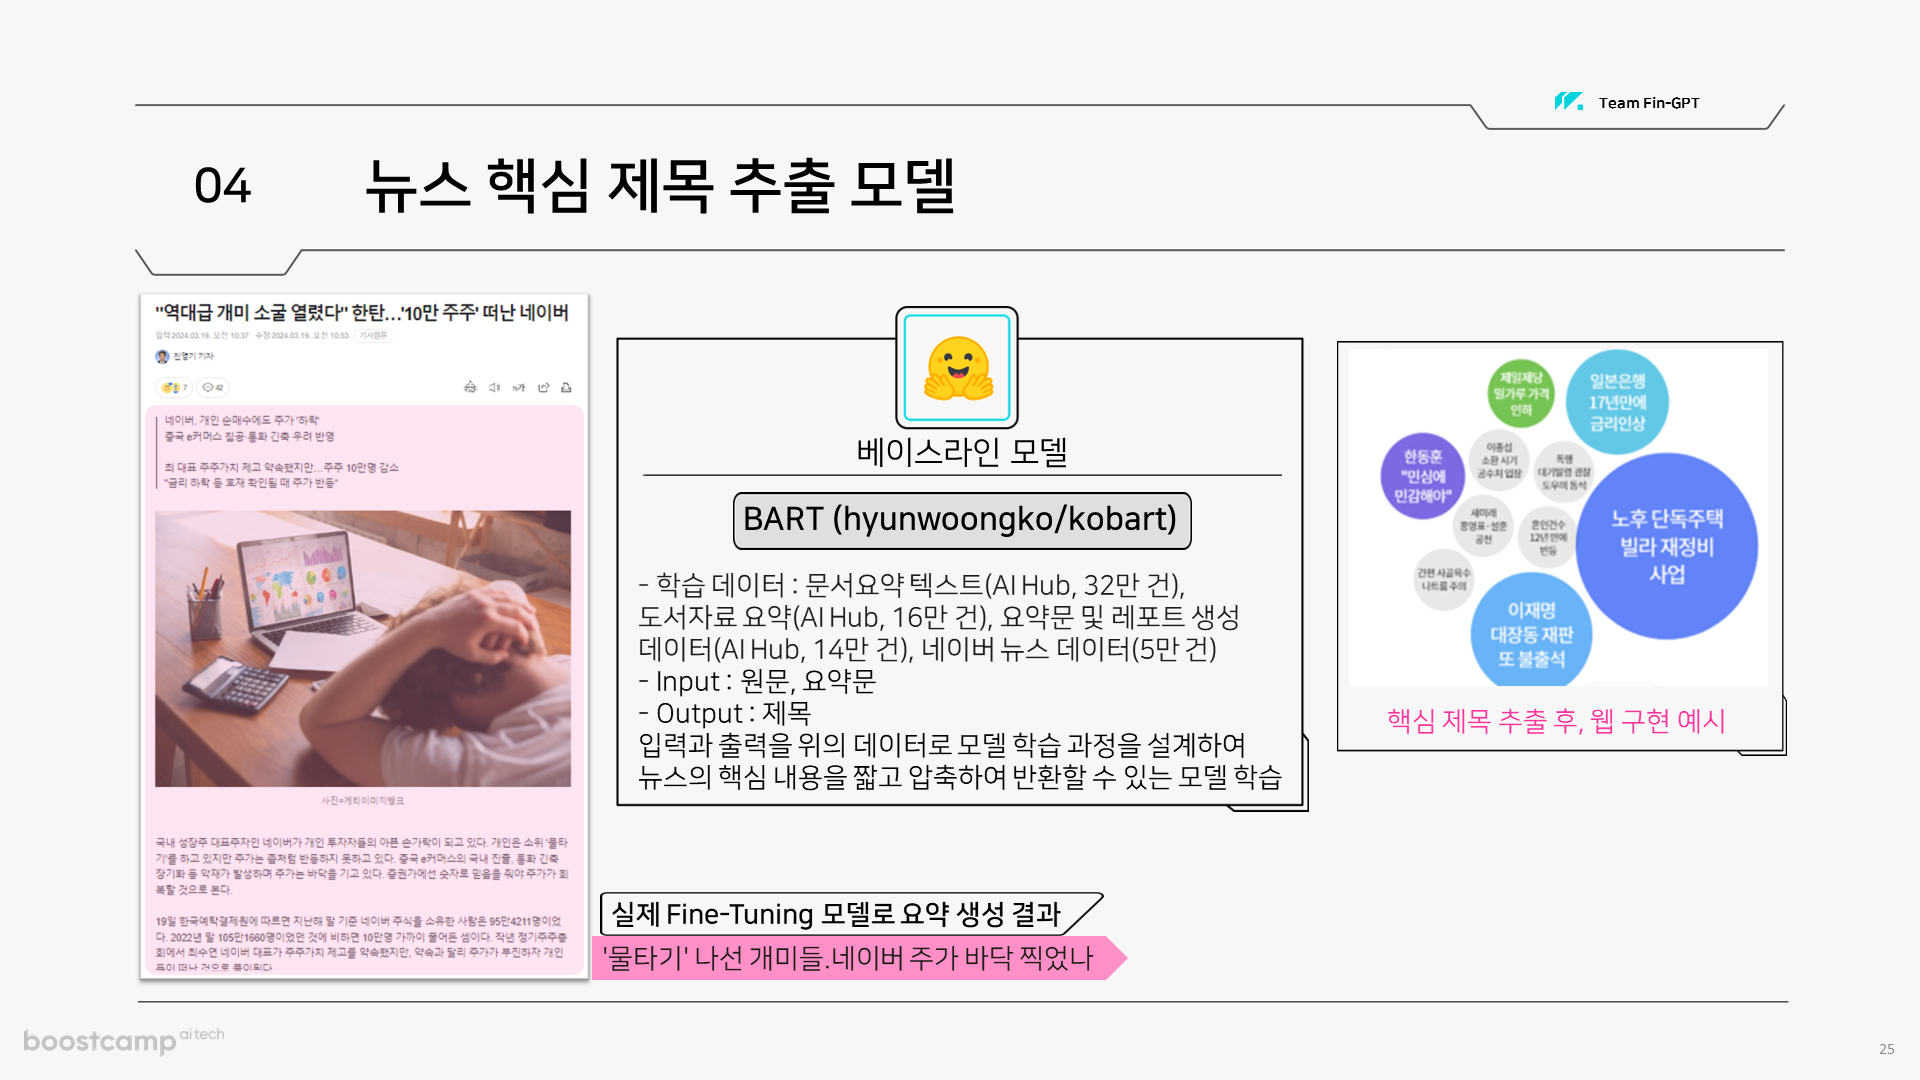 Team Fin-GPT
04
뉴스 핵심 제목 추출 모델
"역대급 개미 소굴 열렸다" 한탄…'10만 주주' 떠난 네이버
입력 2024.03.19. 오전 10:37 · 수정 2024.03.19. 오전 10:53 기사원문
진영기 기자
7
42
가가
네이버, 개인 순매수에도 주가 '하락'
중국 e커머스 침공·통화 긴축 우려 반영
최 대표 주주가치 제고 약속했지만…주주 10만명 감소
"금리 하락 등 호재 확인될 때 주가 반등"
사진=게티이미지뱅크
국내 성장주 대표주자인 네이버가 개인 투자자들의 아픈 손가락이 되고 있다. 개인은 소위 '물타
기'를 하고 있지만 주가는 좀처럼 반등하지 못하고 있다. 중국 e커머스의 국내 진출, 통화 긴축
장기화 등 악재가 발생하며 주가는 바닥을 기고 있다. 증권가에선 숫자로 믿음을 줘야 주가가 회
복할 것으로 본다.
19일 한국예탁결제원에 따르면 지난해 말 기준 네이버 주식을 소유한 사람은 95만4211명이었
다. 2022년 말 105만1660명이었던 것에 비하면 10만명 가까이 줄어든 셈이다. 작년 정기주주총
회에서 최수연 네이버 대표가 주주가치 제고를 약속했지만, 약속과 달리 주가가 부진하자 개인
들이 떠난 것으로 풀이된다
베이스라인 모델
BART (hyunwoongko/kobart)
- 학습 데이터 : 문서요약 텍스트(AI Hub, 32만 건),
도서자료 요약(AI Hub, 16만 건), 요약문 및 레포트 생성
데이터(AI Hub, 14만 건), 네이버 뉴스 데이터(5만 건)
- Input : 원문, 요약문
- Output : 제목
입력과 출력을 위의 데이터로 모델 학습 과정을 설계하여
뉴스의 핵심 내용을 짧고 압축하여 반환할 수 있는 모델 학습
실제 Fine-Tuning 모델로 요약 생성 결과
'물타기' 나선 개미들.네이버 주가 바닥 찍었나
제일제당
밀가루 가격
인하
일본은행
17년만에
금리인상
한동훈
"민심에
민감해야"
이종섭
소환 시기
공수처 입장
폭행
대기발령 경찰
도우미 동석
새미래
홍영표·설훈
공천
혼인건수
12년 만에
반등
간편 사골육수
나트륨 주의
노후 단독주택
빌라 재정비
사업
이재명
대장동 재판
또 불출석
핵심 제목 추출 후, 웹 구현 예시
boostcamp ai tech
25